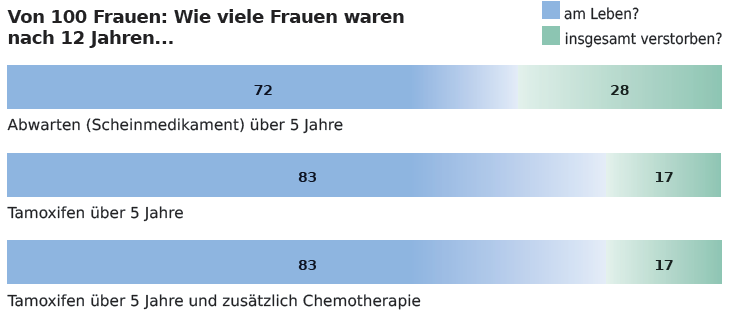 Von 100 Frauen: Wie viele Frauen waren
nach 12 Jahren...
am Leben?
insgesamt verstorben?
72
28
Abwarten (Scheinmedikament) über 5 Jahre
83
17
Tamoxifen über 5 Jahre
83
17
Tamoxifen über 5 Jahre und zusätzlich Chemotherapie